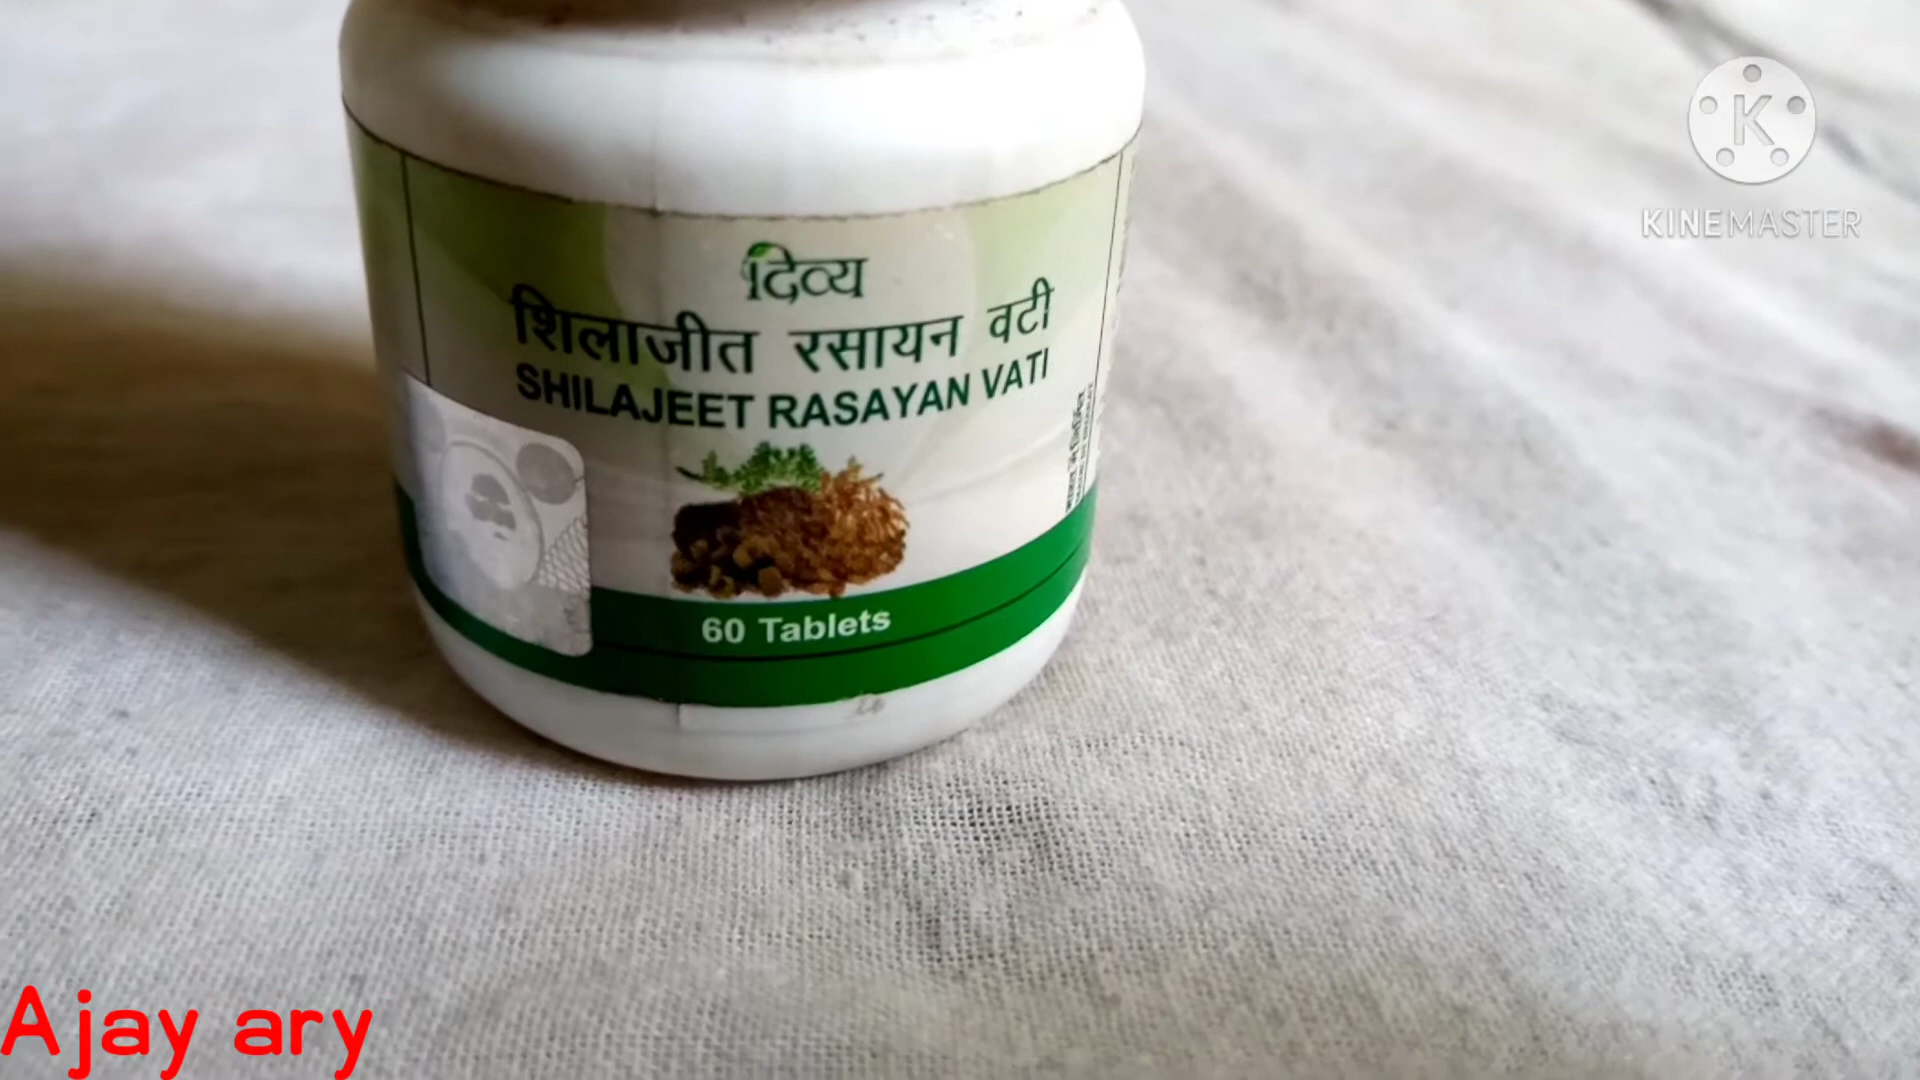 दिव्य
शिलाजीत रसायन वटी
SHILAJEET RASAYAN VATI
60 Tablets
K
KINEMASTER
Ajay ary